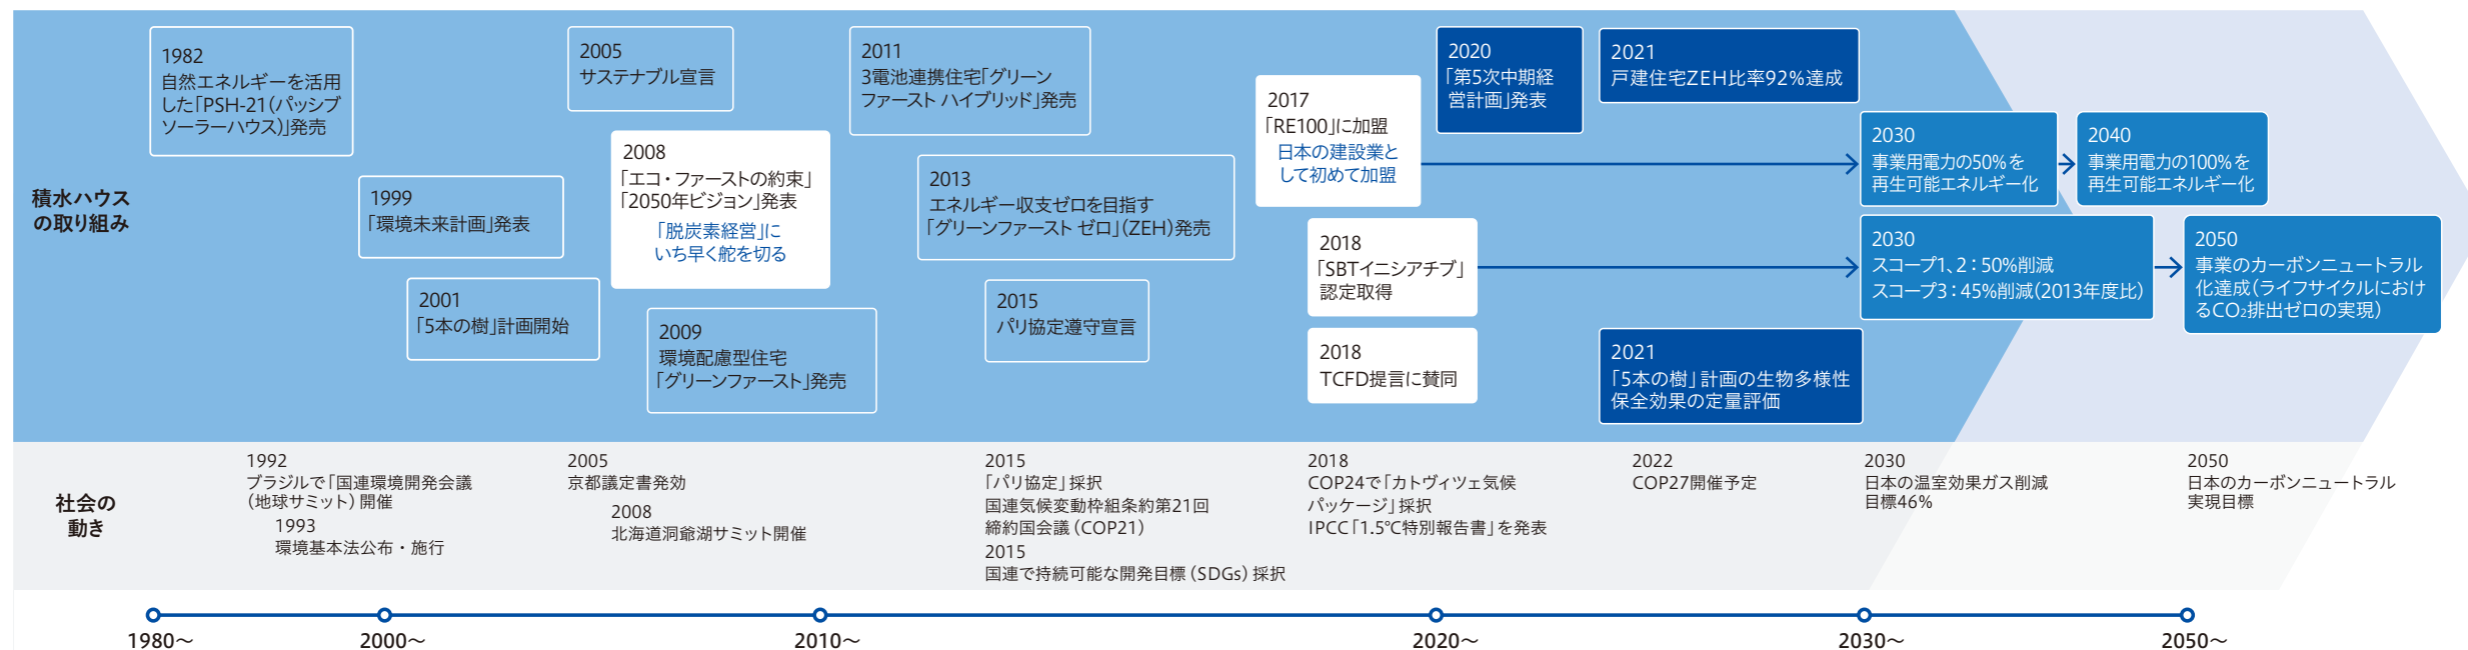 積水ハウス
の取り組み
1982
自然エネルギーを活用
した「PSH-21(パッシブ
ソーラーハウス)」発売
1999
「環境未来計画」発表
2001
「5本の樹」計画開始
2005
サステナブル宣言
2008
「エコ・ファーストの約束」
「2050年ビジョン」発表
「脱炭素経営」に
いち早く舵を切る
2009
環境配慮型住宅
「グリーンファースト」発売
2011
3電池連携住宅「グリーン
ファースト ハイブリッド」発売
2013
エネルギー収支ゼロを目指す
「グリーンファースト ゼロ」(ZEH)発売
2015
パリ協定遵守宣言
2017
「RE100」に加盟
日本の建設業と
して初めて加盟
2018
「SBTイニシアチブ」
認定取得
2018
TCFD提言に賛同
2020
「第5次中期経
営計画」発表
2021
戸建住宅ZEH比率92%達成
2021
「5本の樹」計画の生物多様性
保全効果の定量評価
2030
事業用電力の50%を
再生可能エネルギー化
2040
事業用電力の100%を
再生可能エネルギー化
2030
スコープ1、2:50%削減
スコープ3:45%削減(2013年度比)
2050
事業のカーボンニュートラル
化達成(ライフサイクルにおけ
るCO₂排出ゼロの実現)
社会の
動き
1992
ブラジルで「国連環境開発会議
(地球サミット)開催
1993
環境基本法公布・施行
2005
京都議定書発効
2008
北海道洞爺湖サミット開催
2015
「パリ協定」採択
国連気候変動枠組条約第21回
締約国会議(COP21)
2015
国連で持続可能な開発目標(SDGs)採択
2018
COP24で「カトヴィツェ気候
パッケージ」採択
IPCC「1.5℃特別報告書」を発表
2022
COP27開催予定
2030
日本の温室効果ガス削減
目標46%
2050
日本のカーボンニュートラル
実現目標
1980〜
2000〜
2010〜
2020〜
2030〜
2050〜